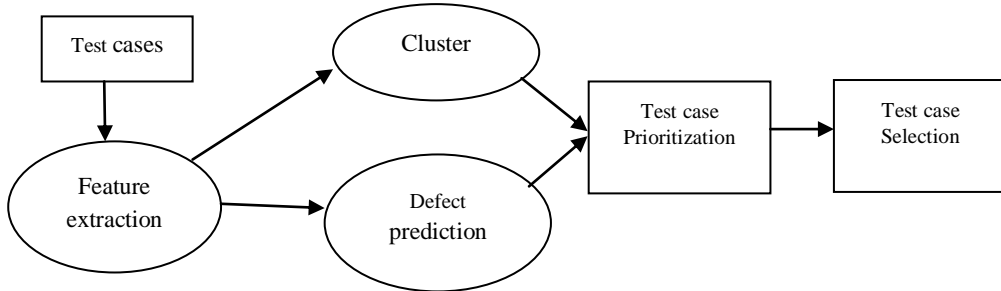 Test cases
Cluster
Feature
extraction
Defect
prediction
Test case
Prioritization
Test case
Selection